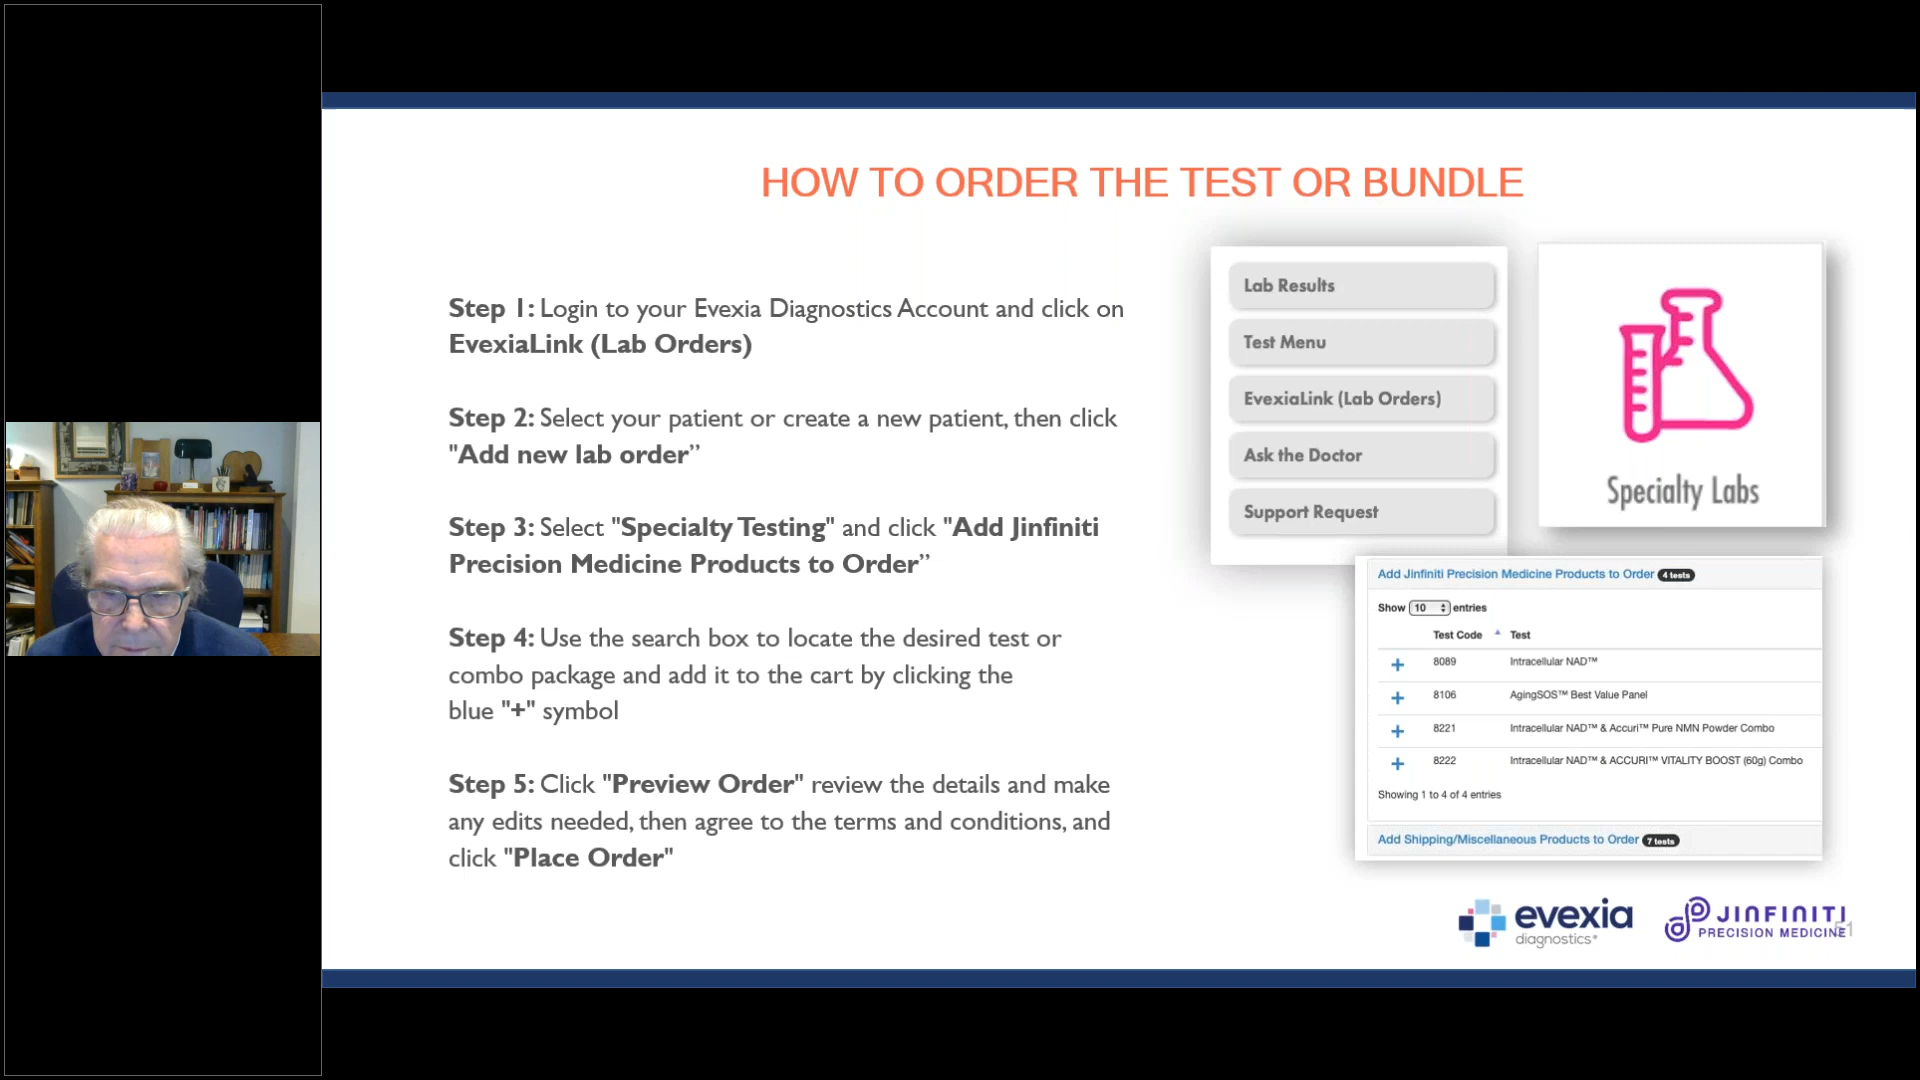 HOW TO ORDER THE TEST OR BUNDLE
Step 1: Login to your Evexia Diagnostics Account and click on
EvexiaLink (Lab Orders)
Step 2: Select your patient or create a new patient, then click
"Add new lab order”
Step 3: Select "Specialty Testing" and click "Add Jinfiniti
Precision Medicine Products to Order”
Step 4: Use the search box to locate the desired test or
combo package and add it to the cart by clicking the
blue "+" symbol
Step 5: Click "Preview Order" review the details and make
any edits needed, then agree to the terms and conditions, and
click "Place Order"
Lab Results
Test Menu
EvexiaLink (Lab Orders)
Ask the Doctor
Support Request
Specialty Labs
Add Jinfiniti Precision Medicine Products to Order 4 tests
Show 10 entries
Test Code Test
+ 8089 Intracellular NAD™
+ 8106 AgingSOS™ Best Value Panel
+ 8221 Intracellular NAD™ & Accuri™ Pure NMN Powder Combo
+ 8222 Intracellular NAD™ & ACCURI™ VITALITY BOOST (60g) Combo
Showing 1 to 4 of 4 entries
Add Shipping/Miscellaneous Products to Order 7 tests
evexia
diagnostics®
JINFINITI
PRECISION MEDICINE
51